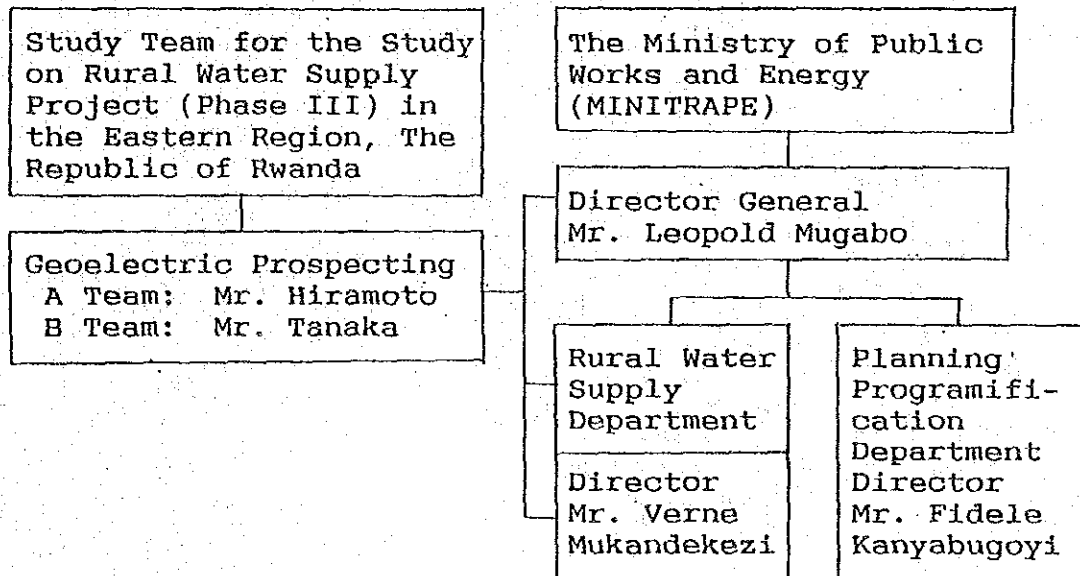 Study Team for the Study
on Rural Water Supply
Project (Phase III) in
the Eastern Region, The
Republic of Rwanda
The Ministry of Public
Works and Energy
(MINITRAPE)
Director General
Mr. Leopold Mugabo
Geoelectric Prospecting
A Team: Mr. Hiramoto
B Team: Mr. Tanaka
Rural Water
Supply
Department
Director
Mr. Verne
Mukandekezi
Planning
Programifi-
cation
Department
Director
Mr. Fidele
Kanyabugoyi